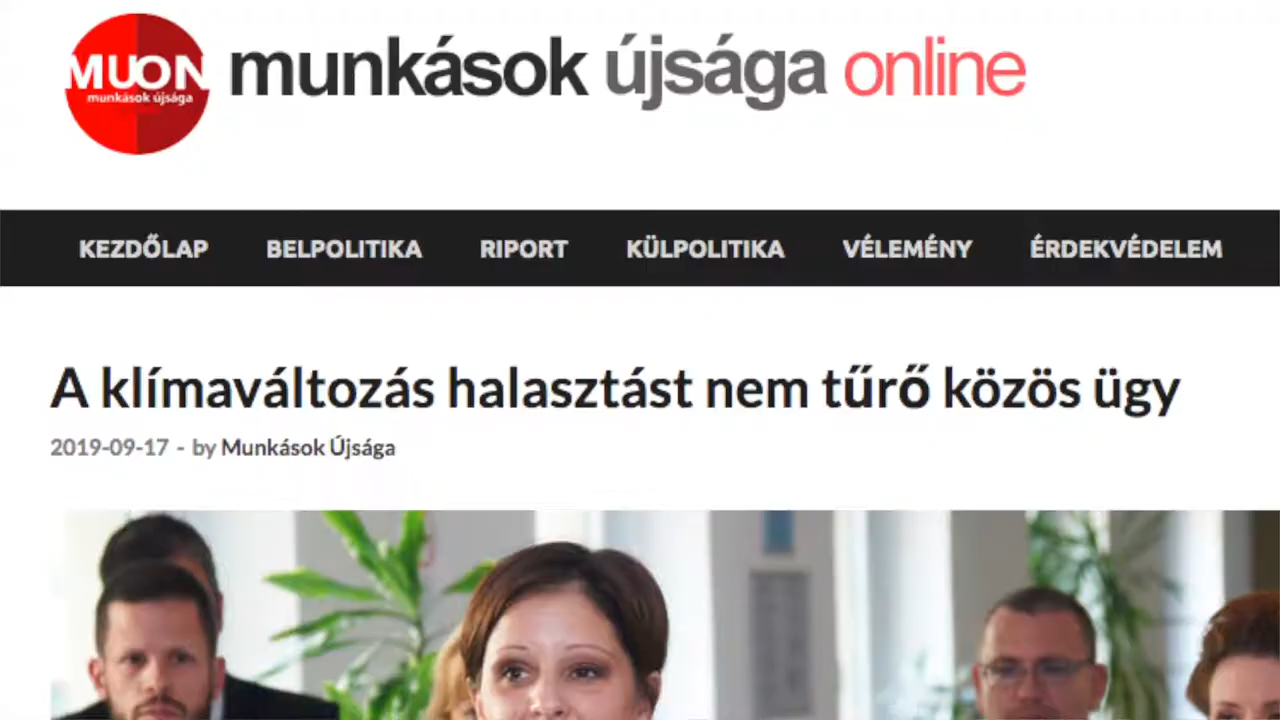 MUON
munkások újsága
munkások újsága online
KEZDŐLAP BELPOLITIKA RIPORT KÜLPOLITIKA VÉLEMÉNY ÉRDEKVÉDELEM
A klímaváltozás halasztást nem tűrő közös ügy
2019-09-17 - by Munkások Újsága